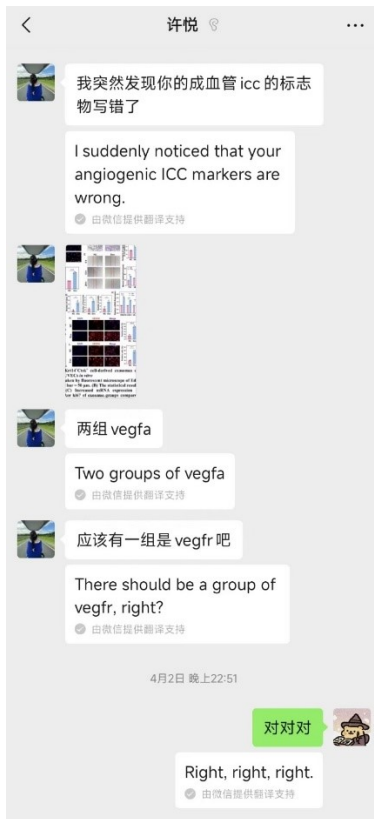 许悦
我突然发现你的成血管 icc 的标志
物写错了
I suddenly noticed that your
angiogenic ICC markers are
wrong.
由微信提供翻译支持
两组 vegfa
Two groups of vegfa
由微信提供翻译支持
应该有一组是 vegfr 吧
There should be a group of
vegfr, right?
由微信提供翻译支持
4月2日 晚上22:51
对对对
Right, right, right.
由微信提供翻译支持